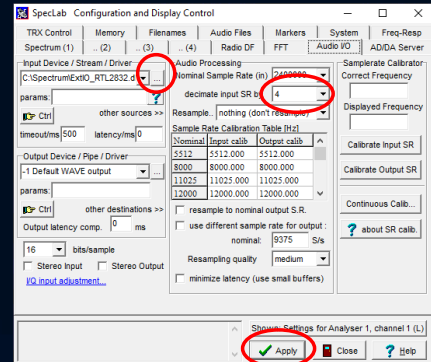 SpecLab Configuration and Display Control
TRX Control Memory Filenames Audio Files Markers System Freq-Resp
Spectrum (1) .. (2) .. (3) .. (4) Radio DF FFT Audio I/O AD/DA Server
Input Device / Stream / Driver
C:\Spectrum\ExtIO_RTL2832.d ...
params: ?
Ctrl other sources >>
timeout/ms 500 latency/ms 0
Output Device / Pipe / Driver
-1 Default WAVE output ...
params:
Ctrl other destinations >>
Output latency comp. 0 ms
16 bits/sample
Stereo Input Stereo Output
I/Q input adjustment...
Audio Processing
Nominal Sample Rate (in) 2400000
decimate input SR by 4
Resample.. nothing (don't resample)
Sample Rate Calibration Table [Hz]
Nominal Input calib Output calib
5512 5512.000 5512.000
8000 8000.000 8000.000
11025 11025.000 11025.000
12000 12000.000 12000.000
resample to nominal output S.R.
use different sample rate for output :
nominal: 9375 S/s
Resampling quality medium
minimize latency (use small buffers)
Samplerate Calibrator
Correct Frequency
Displayed Frequency
Calibrate Input SR
Calibrate Output SR
Continuous Calib...
? about SR calib.
Shown: Settings for Analyser 1, channel 1 (L)
Apply Close ? Help